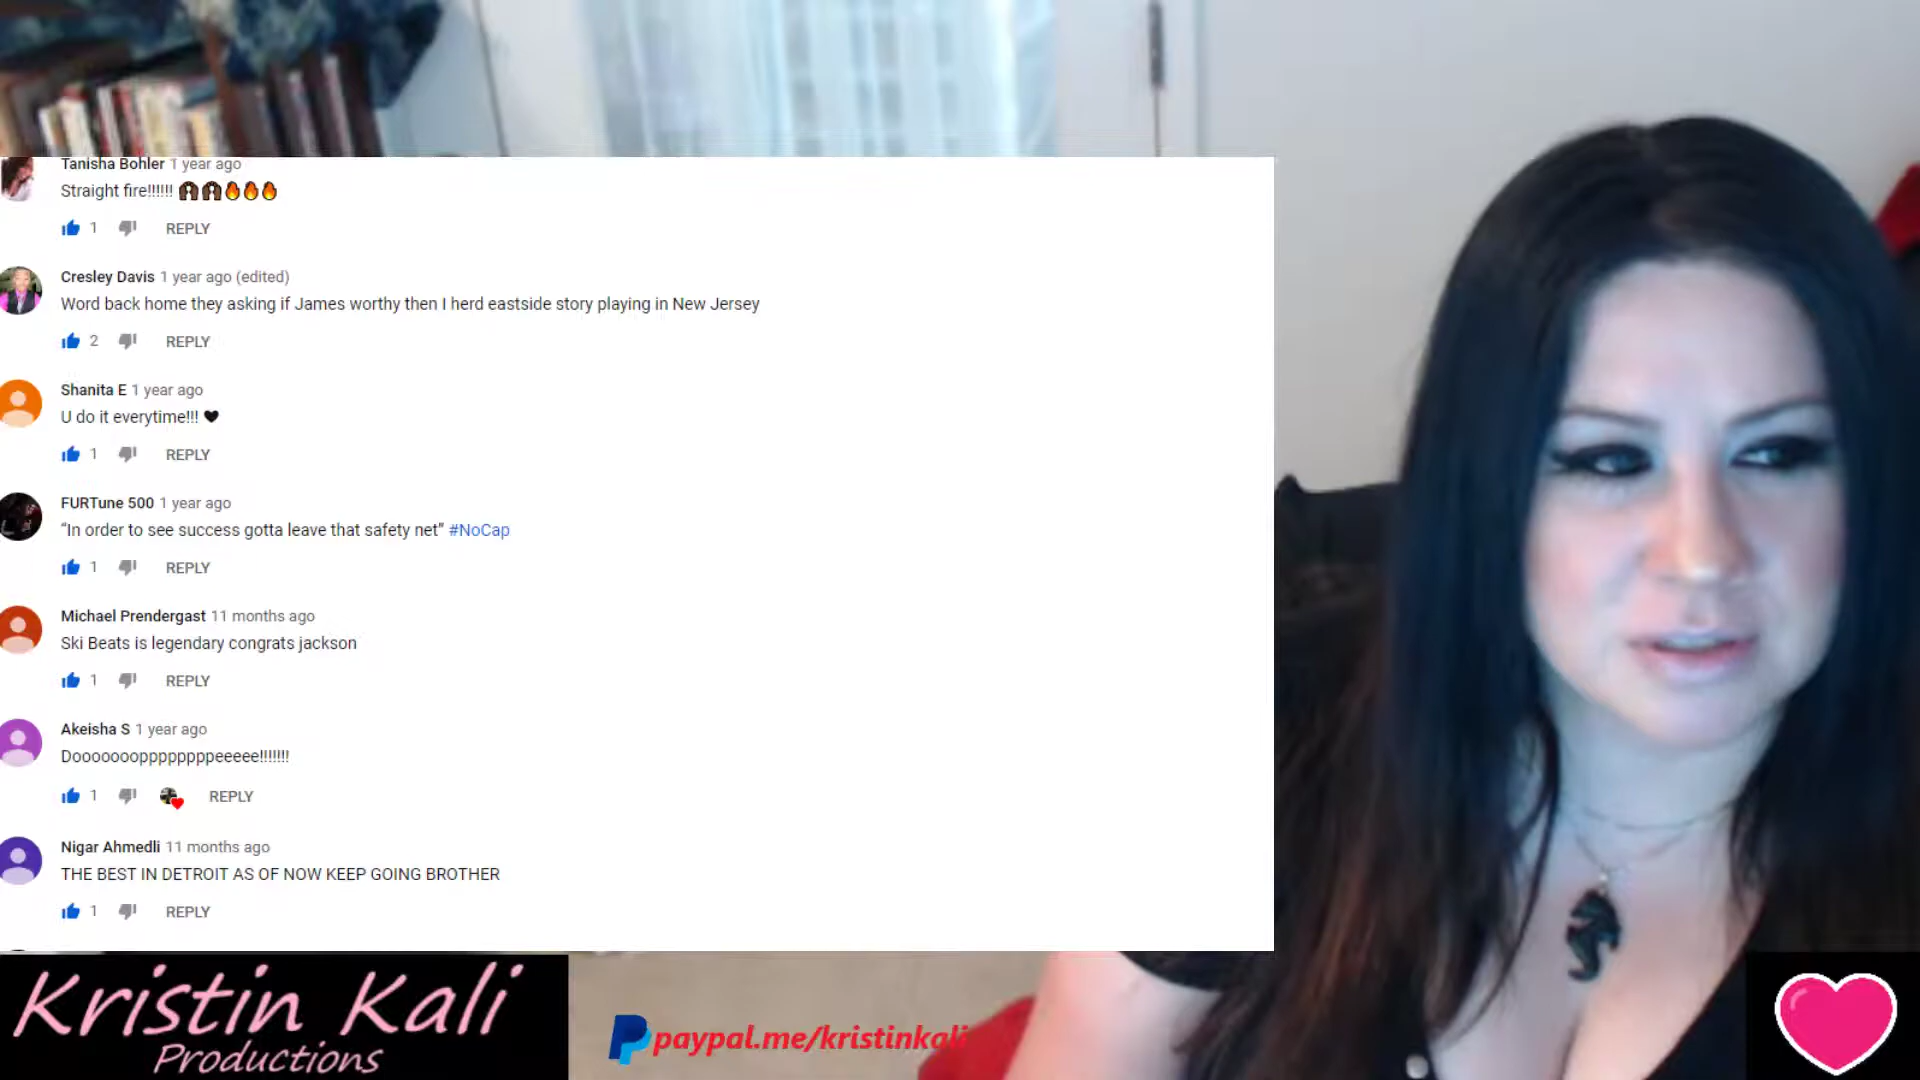 Tanisha Bohler 1 year ago
Straight fire!!!!!! 🙌🏿🙌🏿🔥🔥🔥
1 REPLY
Cresley Davis 1 year ago (edited)
Word back home they asking if James worthy then I herd eastside story playing in New Jersey
2 REPLY
Shanita E 1 year ago
U do it everytime!!! 🖤
1 REPLY
FURTune 500 1 year ago
“In order to see success gotta leave that safety net” #NoCap
1 REPLY
Michael Prendergast 11 months ago
Ski Beats is legendary congrats jackson
1 REPLY
Akeisha S 1 year ago
Dooooooopppppppppeeeee!!!!!!!
1 REPLY
Nigar Ahmedli 11 months ago
THE BEST IN DETROIT AS OF NOW KEEP GOING BROTHER
1 REPLY
Kristin Kali
Productions
paypal.me/kristinkali